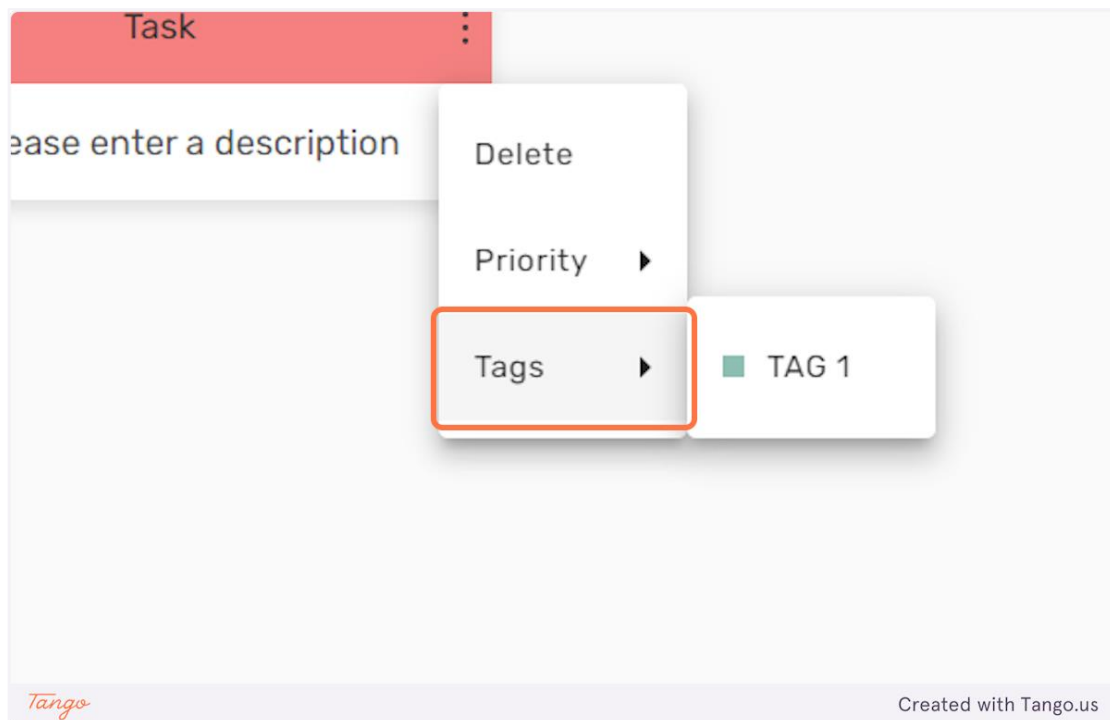 Task
ease enter a description
Delete
Priority
Tags
TAG 1
Tango
Created with Tango.us